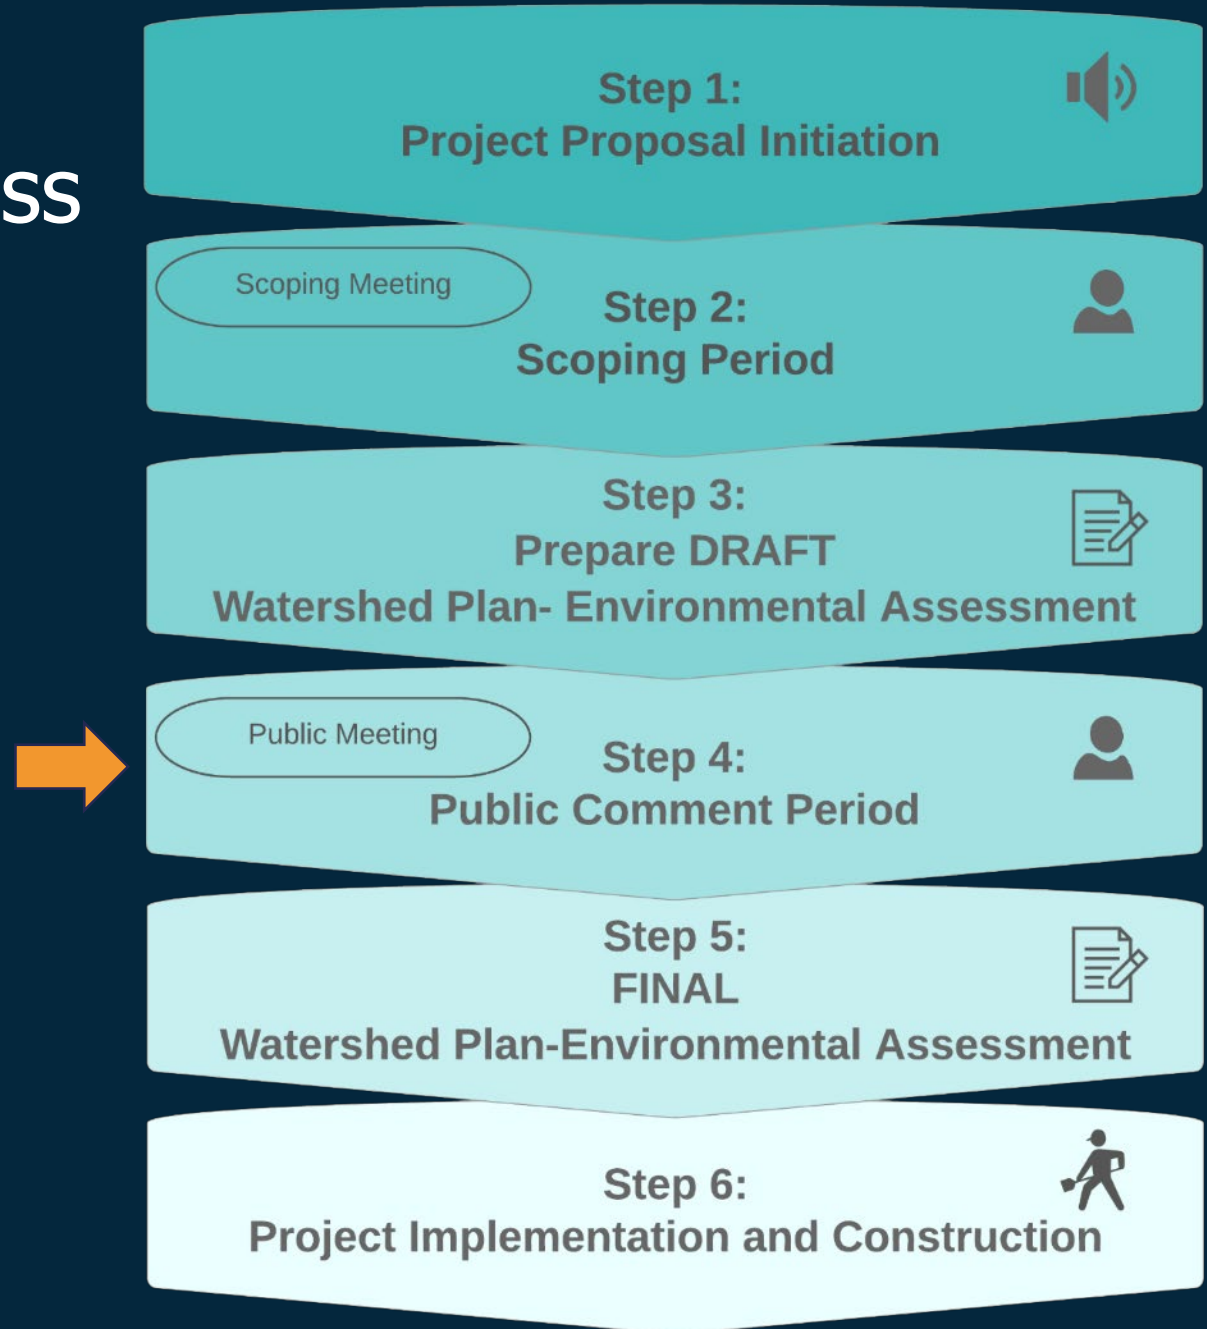 ss
Step 1:
Project Proposal Initiation
Scoping Meeting
Step 2:
Scoping Period
Step 3:
Prepare DRAFT
Watershed Plan- Environmental Assessment
Public Meeting
Step 4:
Public Comment Period
Step 5:
FINAL
Watershed Plan-Environmental Assessment
Step 6:
Project Implementation and Construction